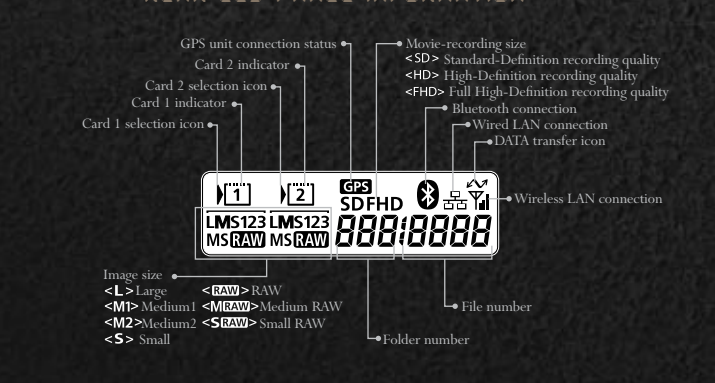 GPS unit connection status
Movie-recording size
<SD> Standard-Definition recording quality
<HD> High-Definition recording quality
<FHD> Full High-Definition recording quality
Card 2 indicator
Card 2 selection icon
Card 1 indicator
Card 1 selection icon
Bluetooth connection
Wired LAN connection
DATA transfer icon
Wireless LAN connection
1 2 GPS
SDFHD
LMS123 LMS123
MS RAW MS RAW 888 8888
Image size
<L> Large <RAW> RAW
<M1> Medium1 <MRAW> Medium RAW
<M2> Medium2 <SRAW> Small RAW
<S> Small
File number
Folder number